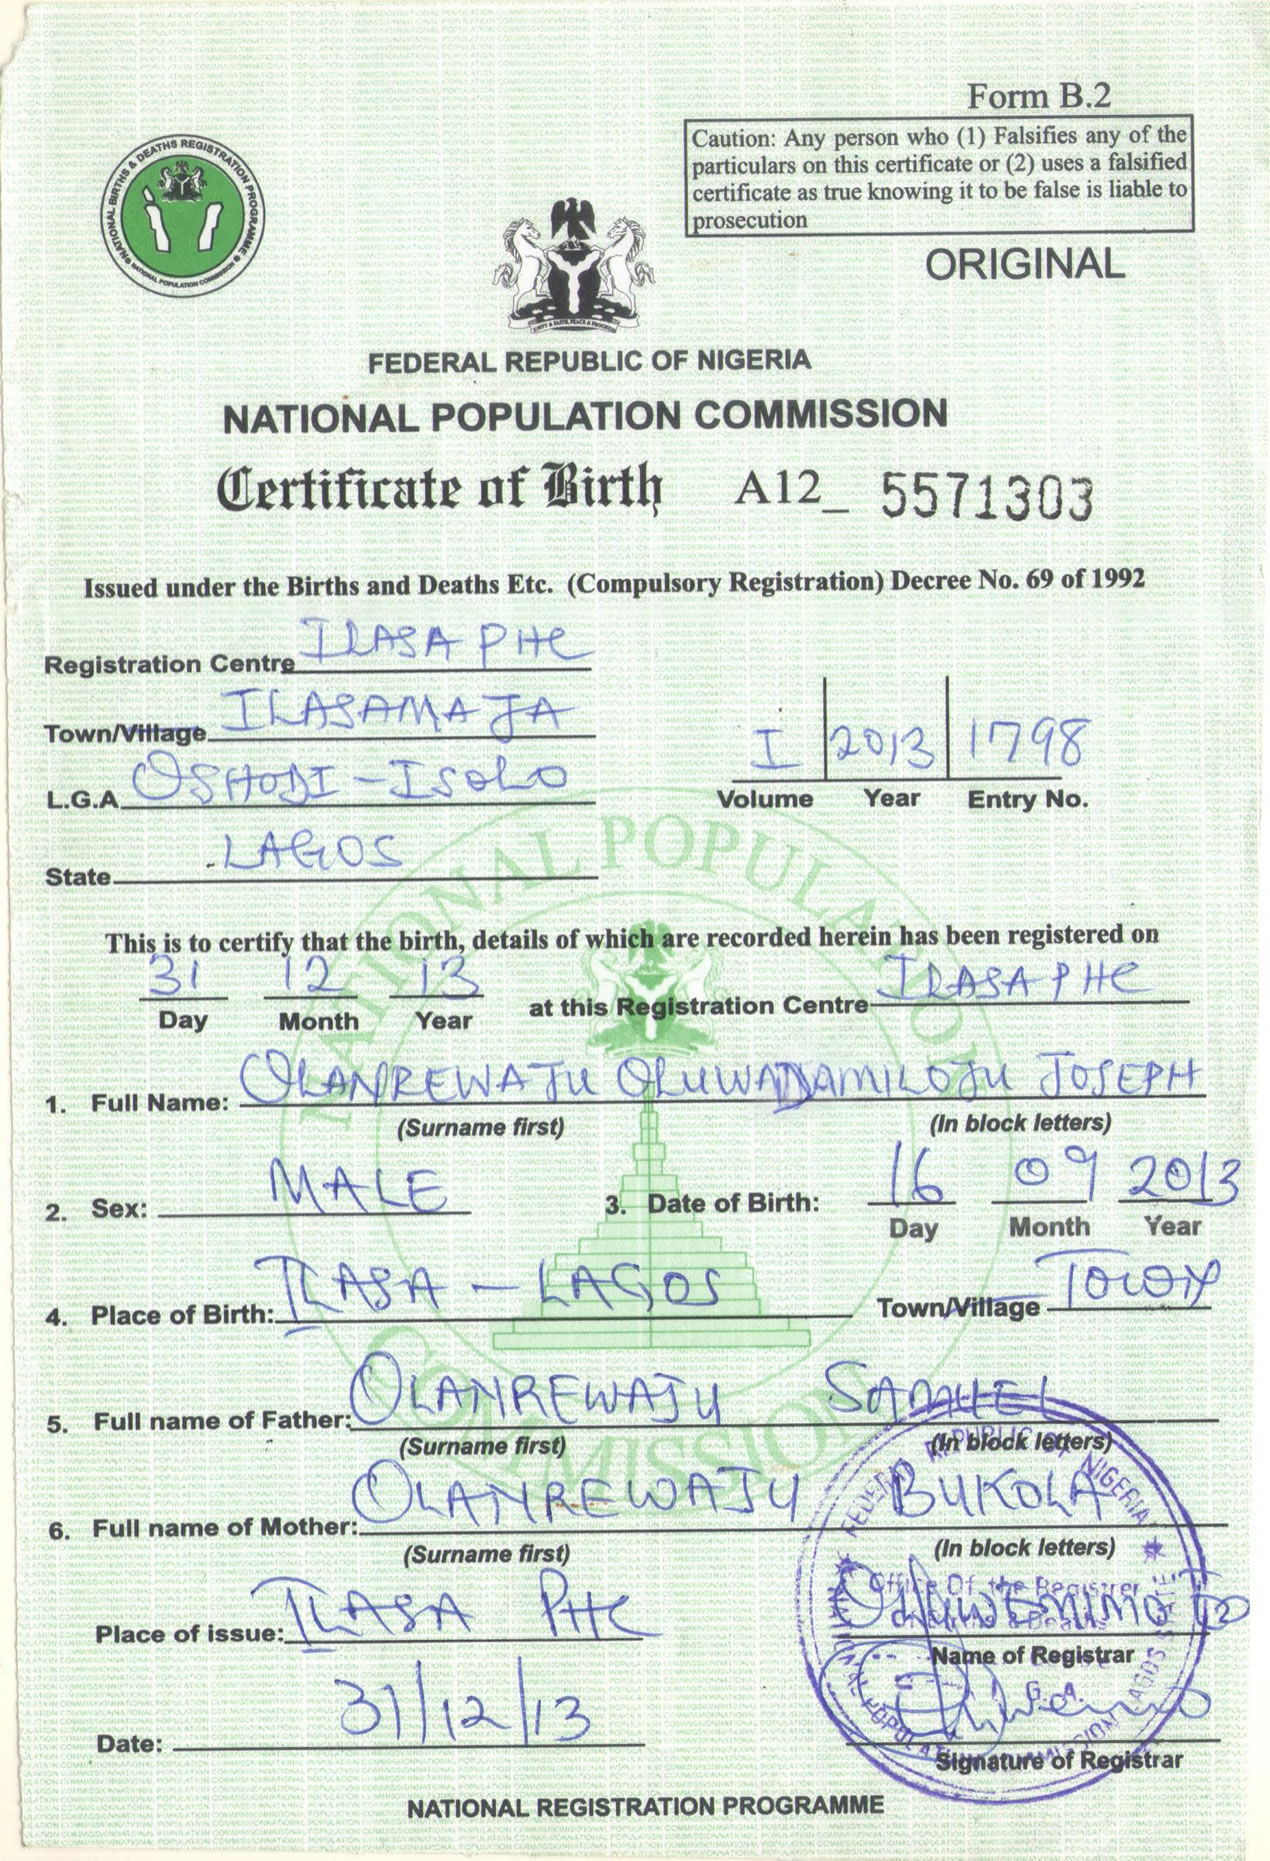 Form B.2
Caution: Any person who (1) Falsifies any of the
particulars on this certificate or (2) uses a falsified
certificate as true knowing it to be false is liable to
prosecution
NATIONAL BIRTHS & DEATHS REGISTRATION PROGRAMME
NATIONAL POPULATION COMMISSION
ORIGINAL
FEDERAL REPUBLIC OF NIGERIA
NATIONAL POPULATION COMMISSION
Certificate of Birth A12_ 5571303
Issued under the Births and Deaths Etc. (Compulsory Registration) Decree No. 69 of 1992
Registration Centre ILASA PHC
Town/Village ILASAMAJA
I 2013 1798
L.G.A OSHODI - ISOLO
Volume Year Entry No.
State LAGOS
This is to certify that the birth, details of which are recorded herein has been registered on
31 12 13 at this Registration Centre ILASA PHC
Day Month Year
1. Full Name: OLANREWAJU OLUWADAMILOJU JOSEPH
(Surname first) (In block letters)
2. Sex: MALE 3. Date of Birth: 16 09 2013
Day Month Year
4. Place of Birth: ILASA - LAGOS Town/Village TOWN
5. Full name of Father: OLANREWAJU SAMUEL
(Surname first) (In block letters)
6. Full name of Mother: OLANREWAJU BUKOLA
(Surname first) (In block letters)
Place of issue: ILASA PHC
Name of Registrar
Date: 31/12/13
Signature of Registrar
NATIONAL REGISTRATION PROGRAMME
NATIONAL POPULATION COMMISSION
FEDERAL REPUBLIC OF NIGERIA
Office Of the Registrar